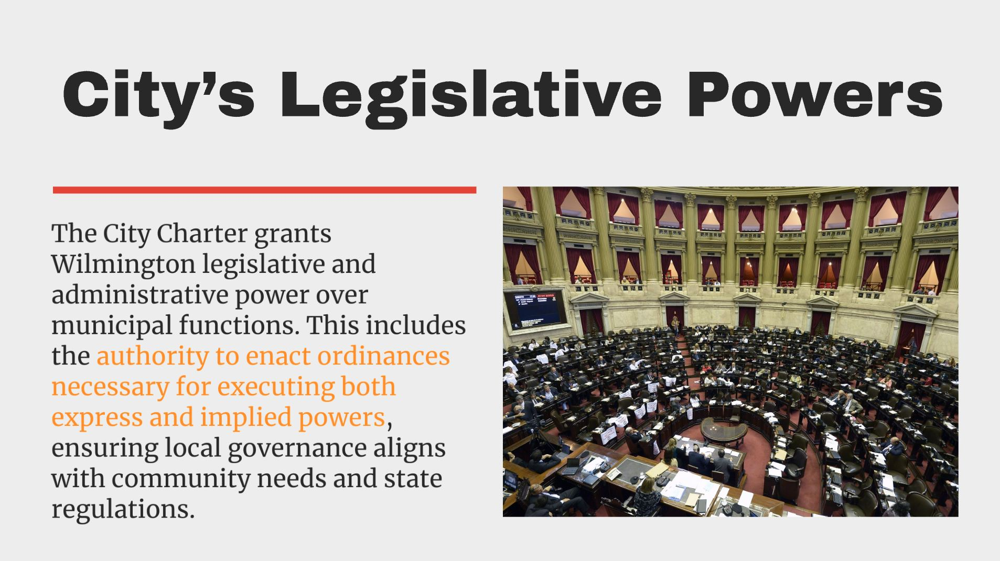 City’s Legislative Powers
The City Charter grants
Wilmington legislative and
administrative power over
municipal functions. This includes
the authority to enact ordinances
necessary for executing both
express and implied powers,
ensuring local governance aligns
with community needs and state
regulations.